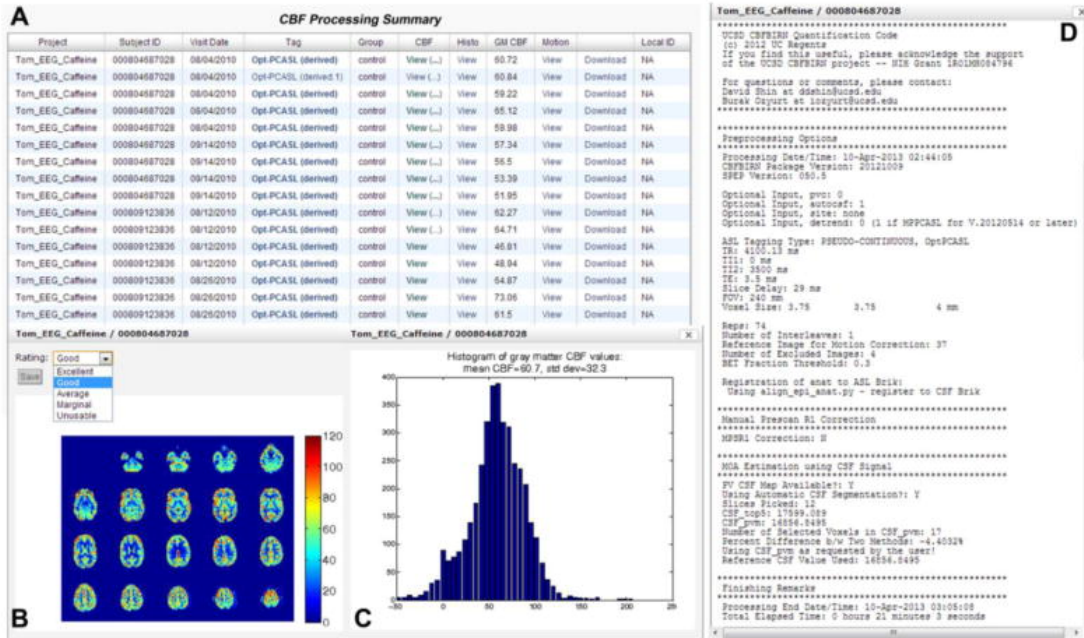 A
CBF Processing Summary
Project Subject ID Visit Date Tag Group CBF Histo GM CBF Motion Local ID
Tom_EEG_Caffeine 000804687028 08/04/2010 Opt-PCASL (derived) control View (...) View 60.72 View Download NA
Tom_EEG_Caffeine 000804687028 08/04/2010 Opt-PCASL (derived 1) control View (...) View 60.84 View Download NA
Tom_EEG_Caffeine 000804687028 08/04/2010 Opt-PCASL (derived) control View (...) View 59.22 View Download NA
Tom_EEG_Caffeine 000804687028 08/04/2010 Opt-PCASL (derived) control View (...) View 65.12 View Download NA
Tom_EEG_Caffeine 000804687028 08/04/2010 Opt-PCASL (derived) control View (...) View 59.98 View Download NA
Tom_EEG_Caffeine 000804687028 09/14/2010 Opt-PCASL (derived) control View (...) View 57.34 View Download NA
Tom_EEG_Caffeine 000804687028 09/14/2010 Opt-PCASL (derived) control View (...) View 56.5 View Download NA
Tom_EEG_Caffeine 000804687028 09/14/2010 Opt-PCASL (derived) control View (...) View 53.39 View Download NA
Tom_EEG_Caffeine 000804687028 09/14/2010 Opt-PCASL (derived) control View (...) View 51.95 View Download NA
Tom_EEG_Caffeine 000809123836 08/12/2010 Opt-PCASL (derived) control View (...) View 62.27 View Download NA
Tom_EEG_Caffeine 000809123836 08/12/2010 Opt-PCASL (derived) control View (...) View 64.71 View Download NA
Tom_EEG_Caffeine 000809123836 08/12/2010 Opt-PCASL (derived) control View View 46.81 View Download NA
Tom_EEG_Caffeine 000809123836 08/12/2010 Opt-PCASL (derived) control View View 48.94 View Download NA
Tom_EEG_Caffeine 000809123836 08/26/2010 Opt-PCASL (derived) control View View 64.87 View Download NA
Tom_EEG_Caffeine 000809123836 08/26/2010 Opt-PCASL (derived) control View View 73.06 View Download NA
Tom_EEG_Caffeine 000809123836 08/26/2010 Opt-PCASL (derived) control View View 61.5 View Download NA
Tom_EEG_Caffeine / 000804687028
Rating: Good
Save
Excellent
Good
Average
Marginal
Unusable
120
100
80
60
40
20
0
B
Tom_EEG_Caffeine / 000804687028 X
Histogram of gray matter CBF values:
mean CBF=60.7, std dev=32.3
400
350
300
250
200
150
100
50
0
-50 0 50 100 150 200 25
C
Tom_EEG_Caffeine / 000804687028 X
D
**************************************************
UCSD CBFBIRN Quantification Code
(c) 2012 UC Regents
If you find this useful, please acknowledge the support
of the UCSD CBFBIRN project -- NIH Grant 1R01MH084796
For questions or comments, please contact:
David Shin at ddshin@ucsd.edu
Burak Ozyurt at iozyurt@ucsd.edu
**************************************************
**************************************************
Preprocessing Options
**************************************************
Processing Date/Time: 10-Apr-2013 02:44:05
CBFBIRN Package Version: 20121009
SPEP Version: 050.5
Optional Input, pvc: 0
Optional Input, autocsf: 1
Optional Input, site: none
Optional Input, detrend: 0 (1 if MPPCASL for V.20120514 or later)
ASL Tagging Type: PSEUDO-CONTINUOUS, OptPCASL
TR: 4100.13 ms
TI1: 0 ms
TI2: 3500 ms
TE: 3.5 ms
Slice Delay: 29 ms
FOV: 240 mm
Voxel Size: 3.75 3.75 4 mm
Reps: 74
Number of Interleaves: 1
Reference Image for Motion Correction: 37
Number of Excluded Images: 4
BET Fraction Threshold: 0.3
Registration of anat to ASL Brik:
Using align_epi_anat.py - register to CSF Brik
**************************************************
Manual Prescan R1 Correction
**************************************************
MPSR1 Correction: N
**************************************************
MOA Estimation using CSF Signal
**************************************************
FV CSF Map Available?: Y
Using Automatic CSF Segmentation?: Y
Slices Picked: 12
CSF_top5: 17599.089
CSF_pvm: 16856.8495
Number of Selected Voxels in CSF_pvm: 17
Percent Difference b/w Two Methods: -4.4032%
Using CSF_pvm as requested by the user!
Reference CSF Value Used: 16856.8495
**************************************************
Finishing Remarks
**************************************************
Processing End Date/Time: 10-Apr-2013 03:05:08
Total Elapsed Time: 0 hours 21 minutes 3 seconds